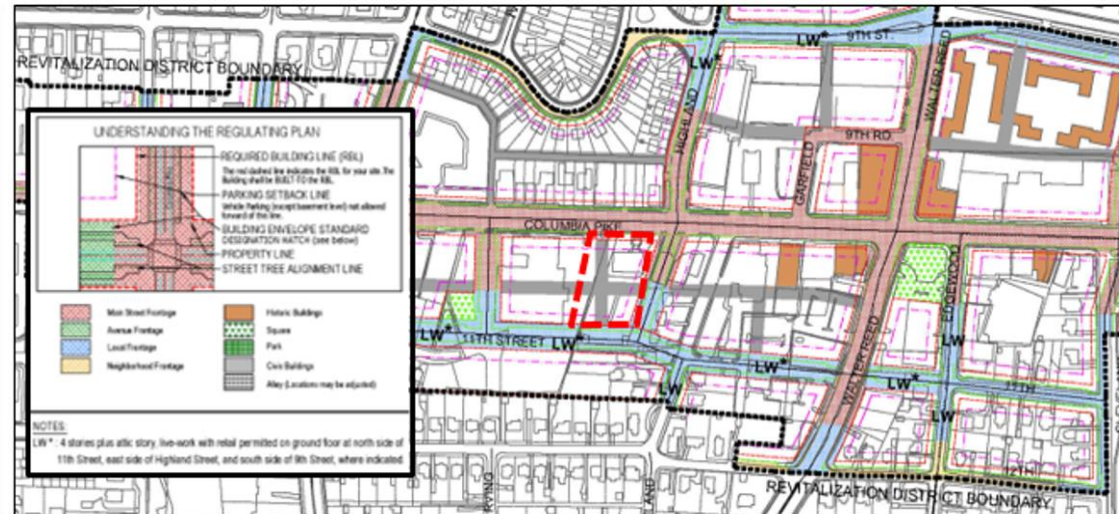 LW*
9TH ST.
REVITALIZATION DISTRICT BOUNDARY
LW*
HIGHLAND
WALTER REED
9TH RD
GARFIELD
COLUMBIA PIKE
UNDERSTANDING THE REGULATING PLAN
REQUIRED BUILDING LINE (RBL)
The red dashed line indicates the RBL for your site. The
Building shall be BUILT-TO the RBL.
PARKING SETBACK LINE
Vehicle Parking (except basement level) not allowed
forward of this line.
BUILDING ENVELOPE STANDARD
DESIGNATION HATCH (see below)
PROPERTY LINE
STREET TREE ALIGNMENT LINE
Main Street Frontage
Avenue Frontage
Local Frontage
Neighborhood Frontage
Historic Buildings
Square
Park
Civic Buildings
Alley (Locations may be adjusted)
NOTES:
LW* : 4 stories plus attic story, live-work with retail permitted on ground floor at north side of
11th Street, east side of Highland Street, and south side of 9th Street, where indicated.
EDGEWOOD
LW*
11TH STREET
LW*
LW
LW*
LW*
WALTER REED
LW
LW
11TH
12TH
REVITALIZATION DISTRICT BOUNDARY